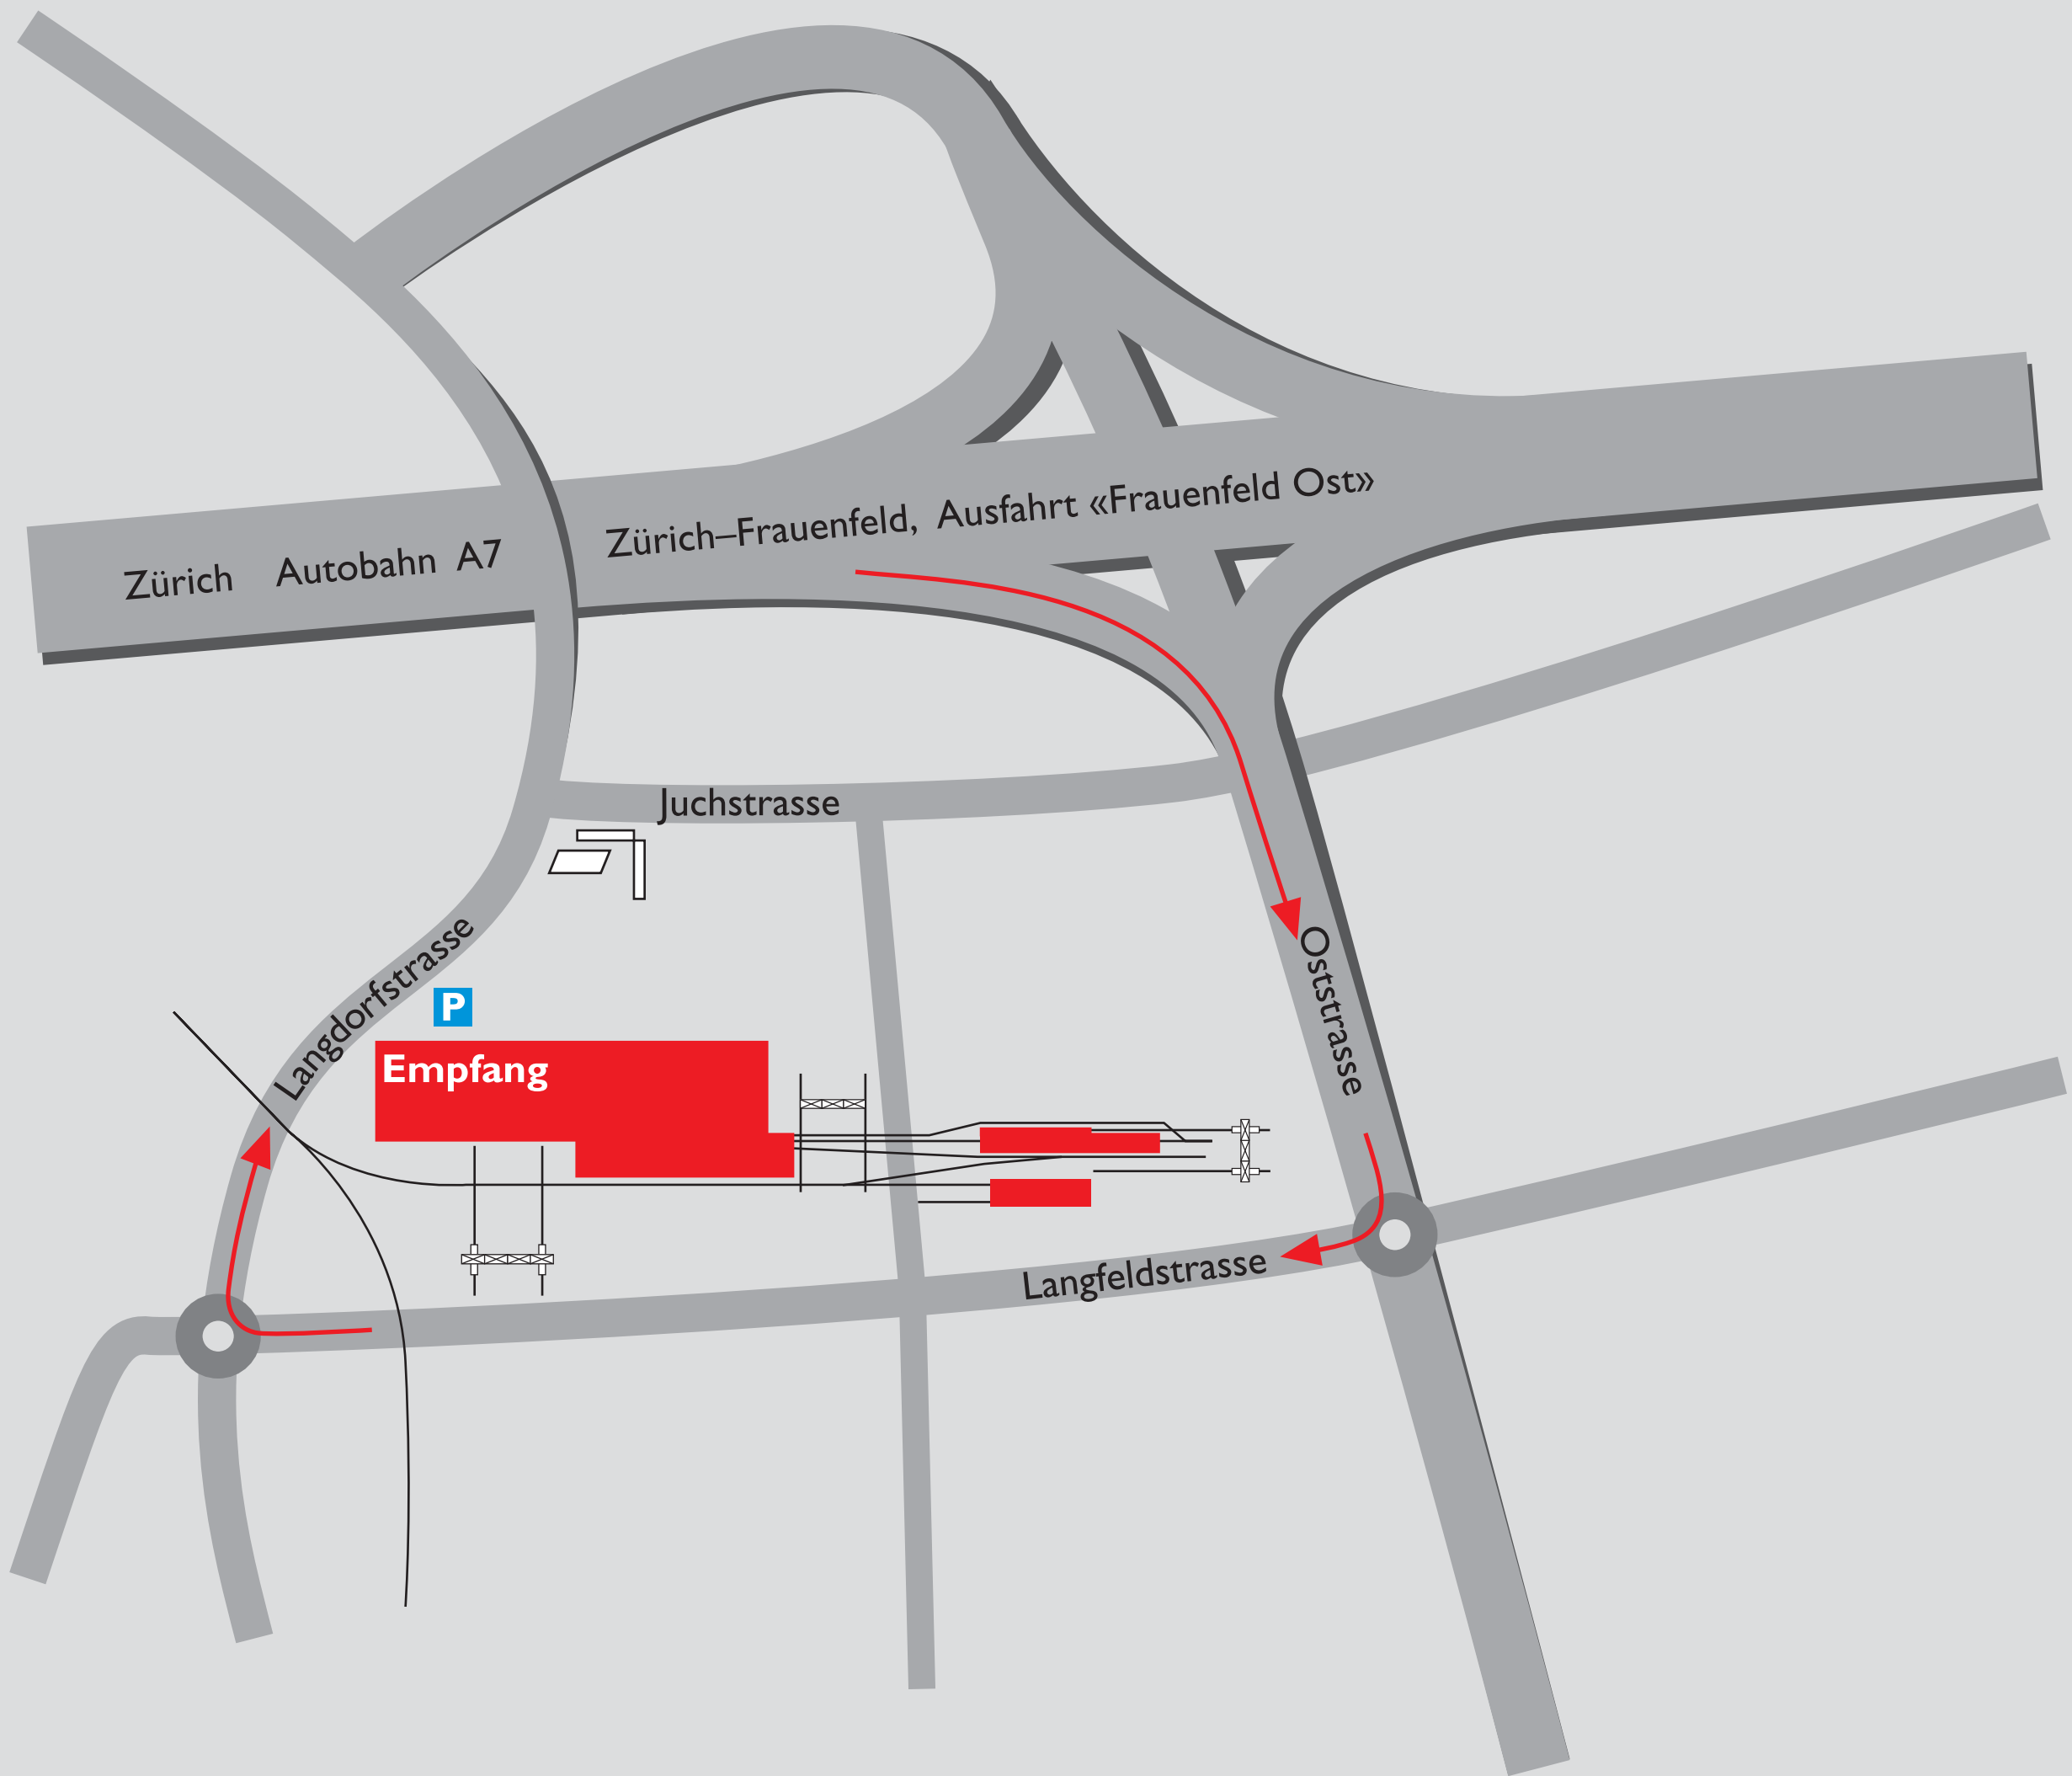 Zürich–Frauenfeld, Ausfahrt «Frauenfeld Ost»
Zürich Autobahn A7
Juchstrasse
Oststrasse
Langdorfstrasse
P
Empfang
Langfeldstrasse